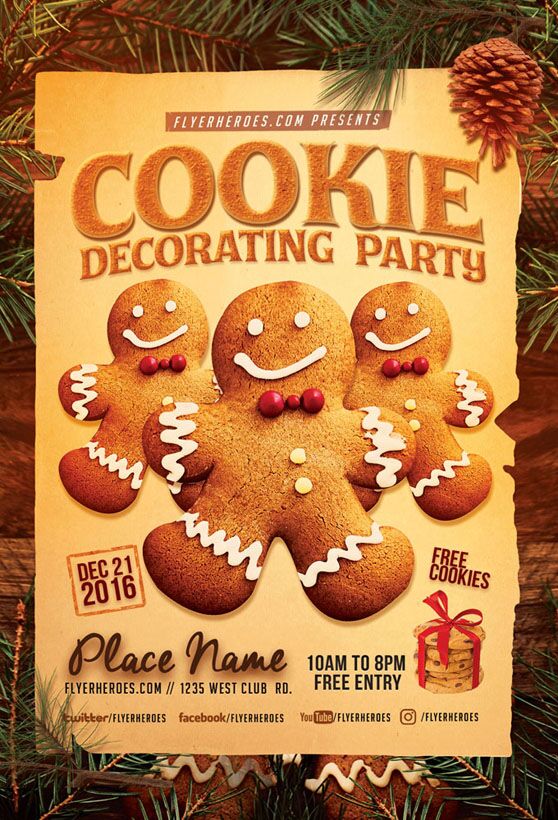 FLYERHEROES.COM PRESENTS
COOKIE
DECORATING PARTY
DEC 21
2016
FREE
COOKIES
Place Name
FLYERHEROES.COM // 1235 WEST CLUB RD.
10AM TO 8PM
FREE ENTRY
twitter/FLYERHEROES facebook/FLYERHEROES YouTube/FLYERHEROES /FLYERHEROES